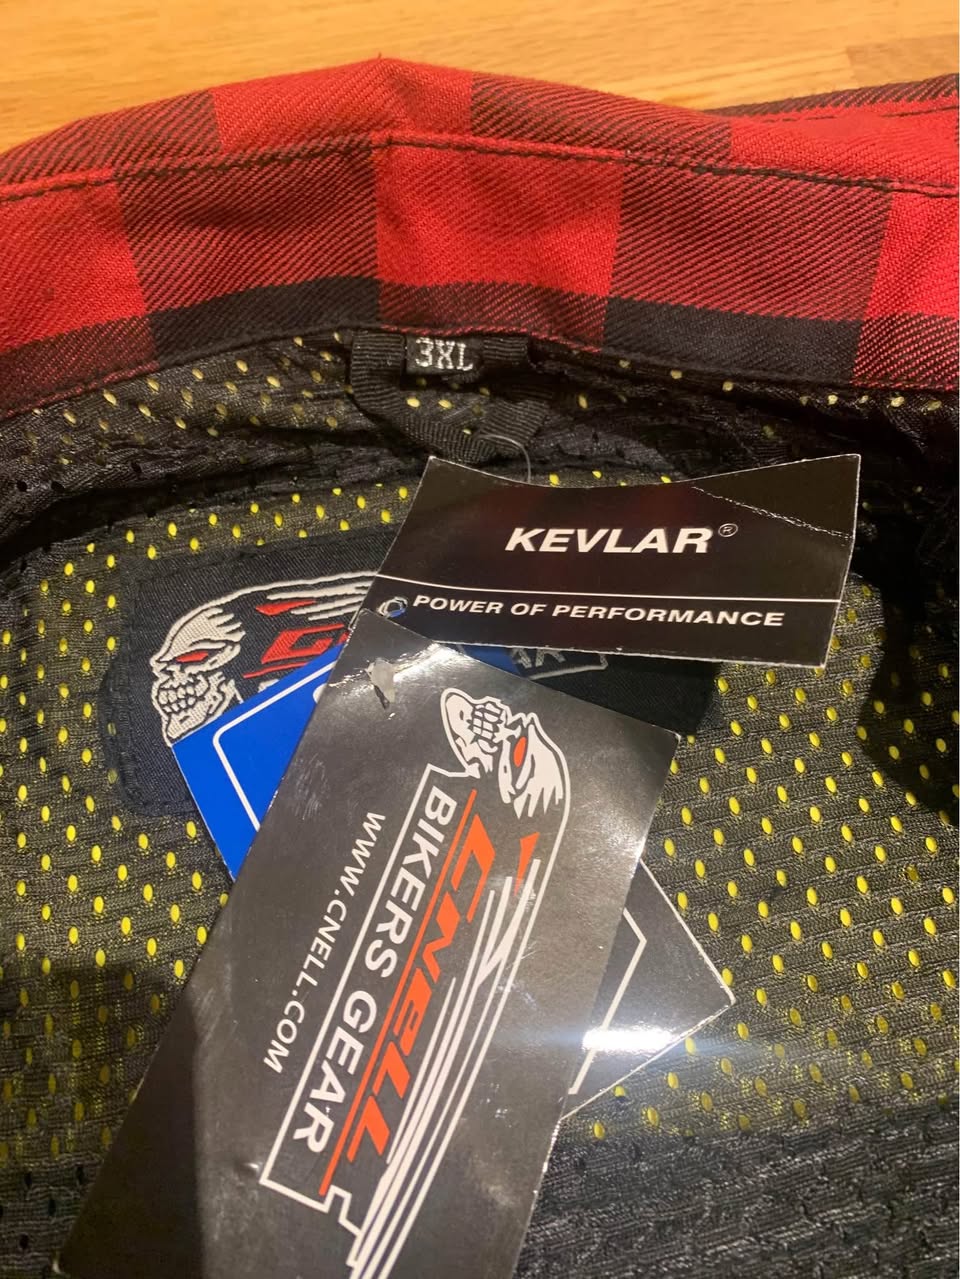 3XL
KEVLAR®
POWER OF PERFORMANCE
CNELL
BIKERS GEAR
WWW.CNELL.COM